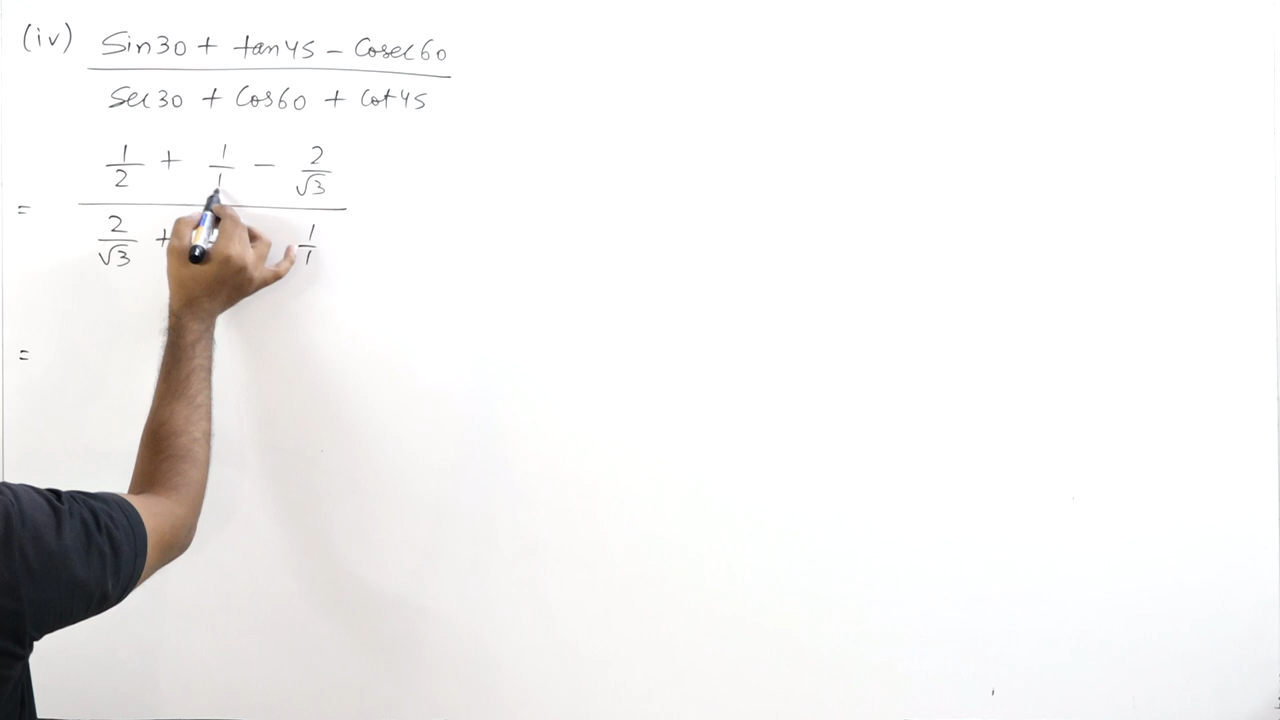 (iv) Sin30 + tan45 - Cosec60
Sec30 + Cos60 + Cot45
= 1/2 + 1/1 - 2/√3
2/√3 + 1/1
=